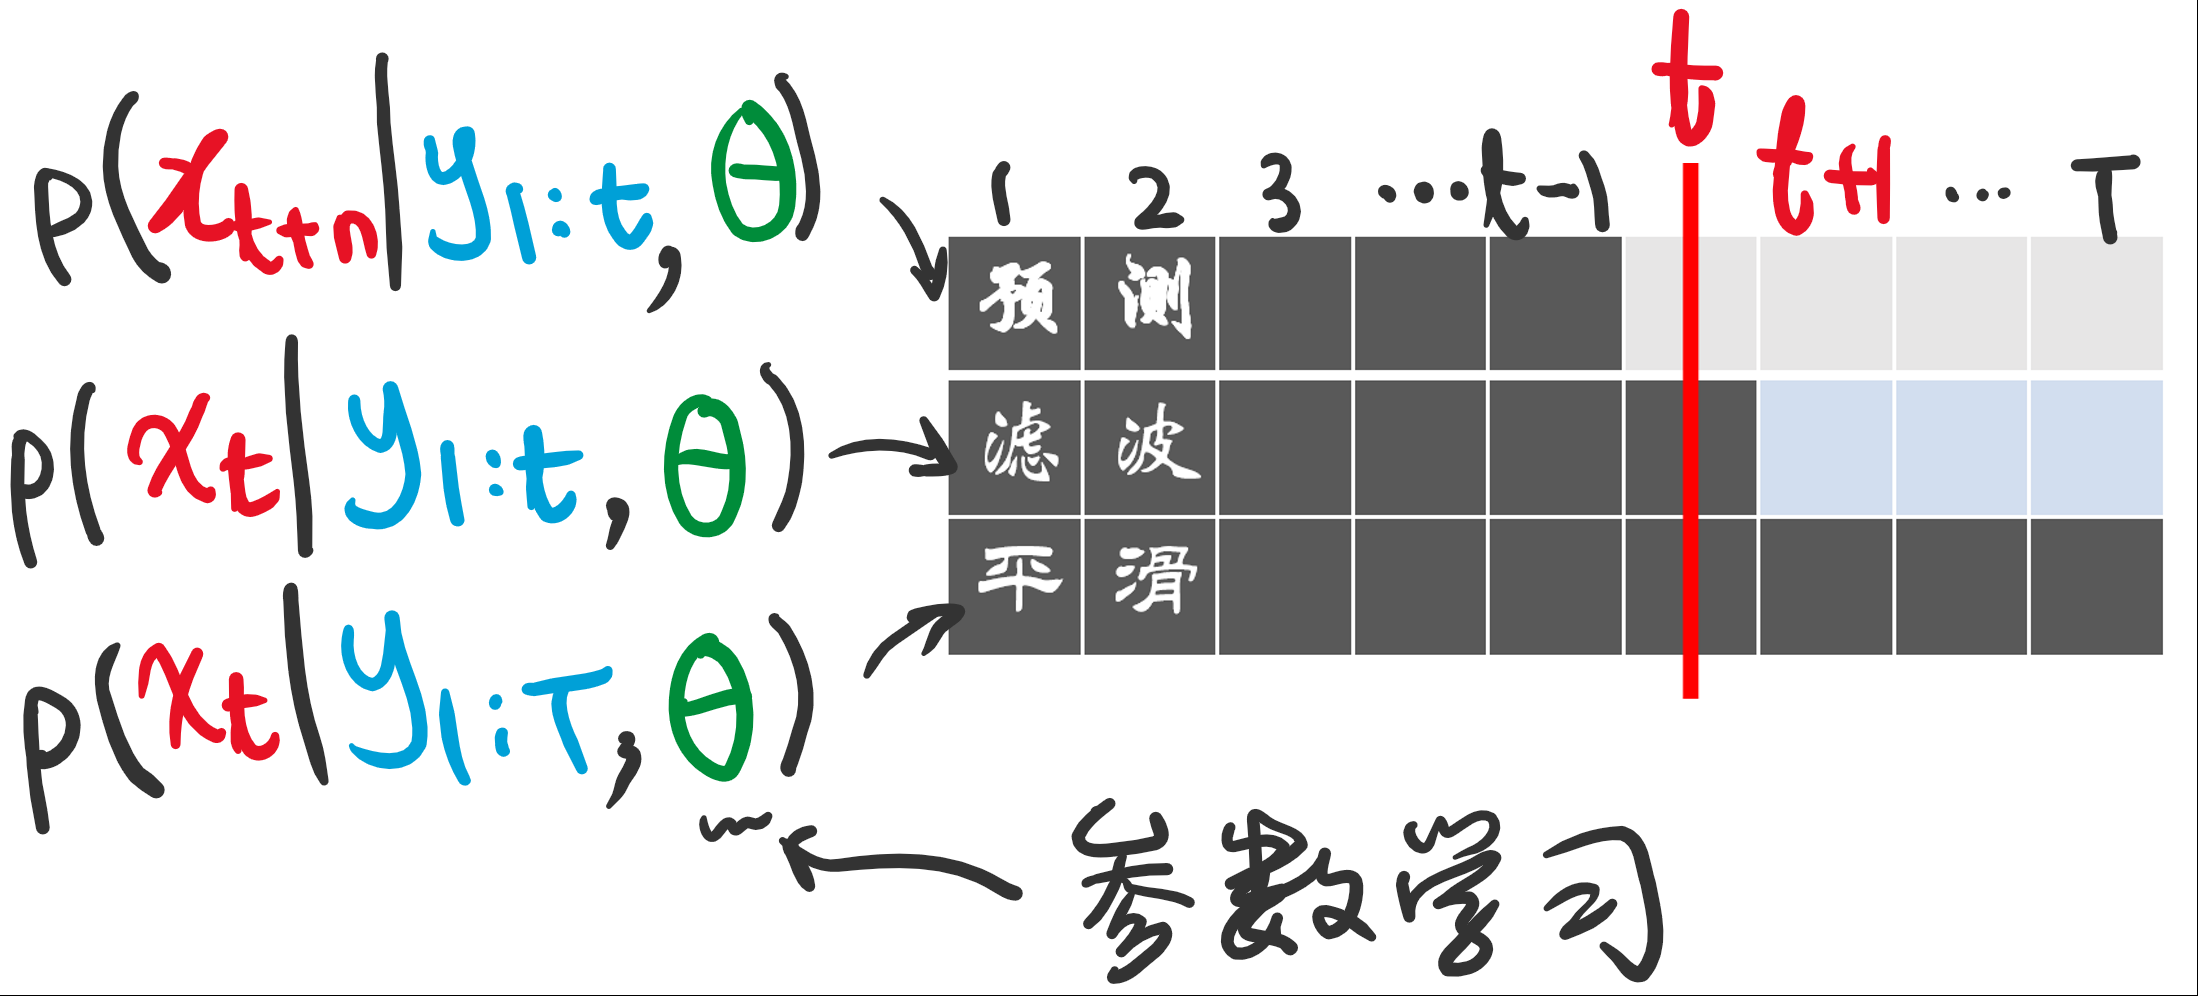 p(x_{t+n}|y_{1:t}, θ)
1 2 3 ... t-1 t t+1 ... T
预测
p(x_t|y_{1:t}, θ)
滤波
p(x_t|y_{1:T}, θ)
平滑
参数学习